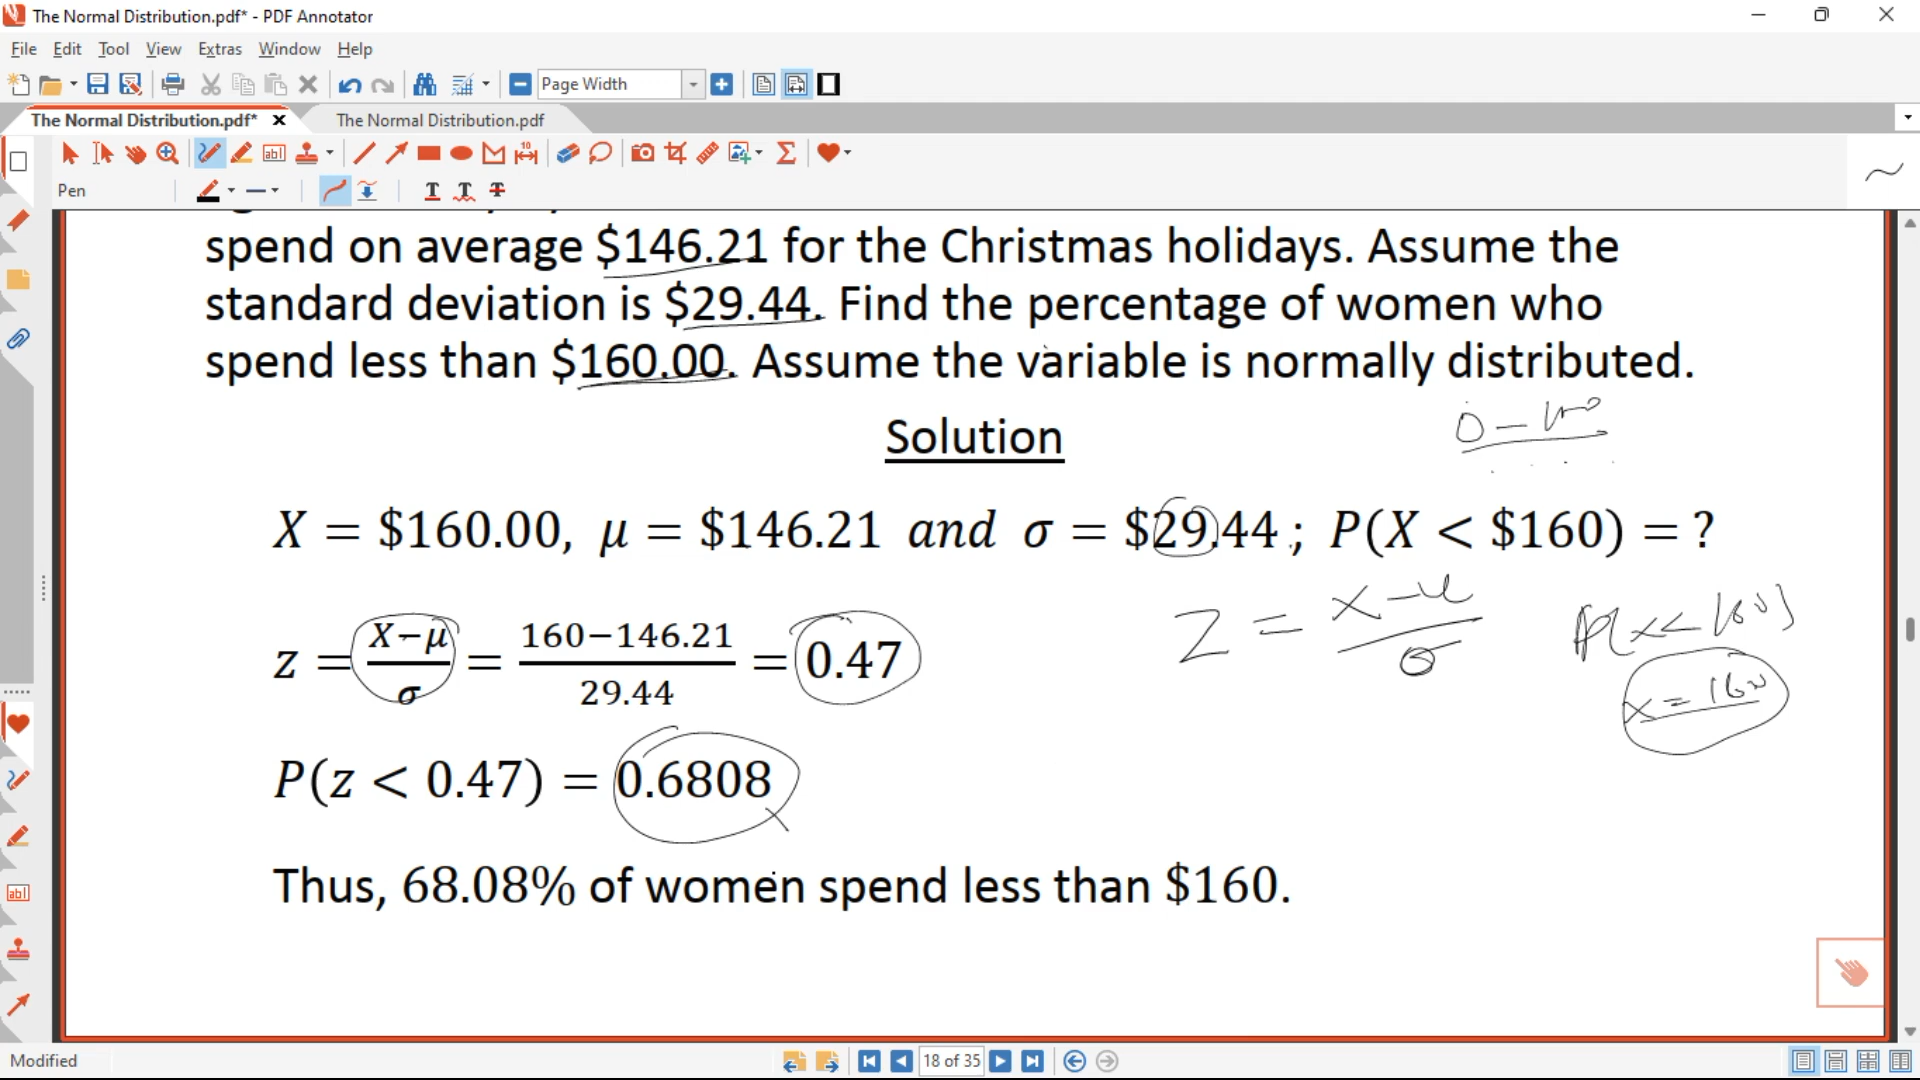 The Normal Distribution.pdf* - PDF Annotator
File Edit Tool View Extras Window Help
Page Width
The Normal Distribution.pdf* The Normal Distribution.pdf
Pen
spend on average $146.21 for the Christmas holidays. Assume the
standard deviation is $29.44. Find the percentage of women who
spend less than $160.00. Assume the variable is normally distributed.
Solution
X = $160.00, μ = $146.21 and σ = $29.44 ; P(X < $160) = ?
z = X−μ/σ = 160−146.21/29.44 = 0.47
Z = x-μ/σ
P(x<160)
x=160
P(z < 0.47) = 0.6808
Thus, 68.08% of women spend less than $160.
Modified
18 of 35